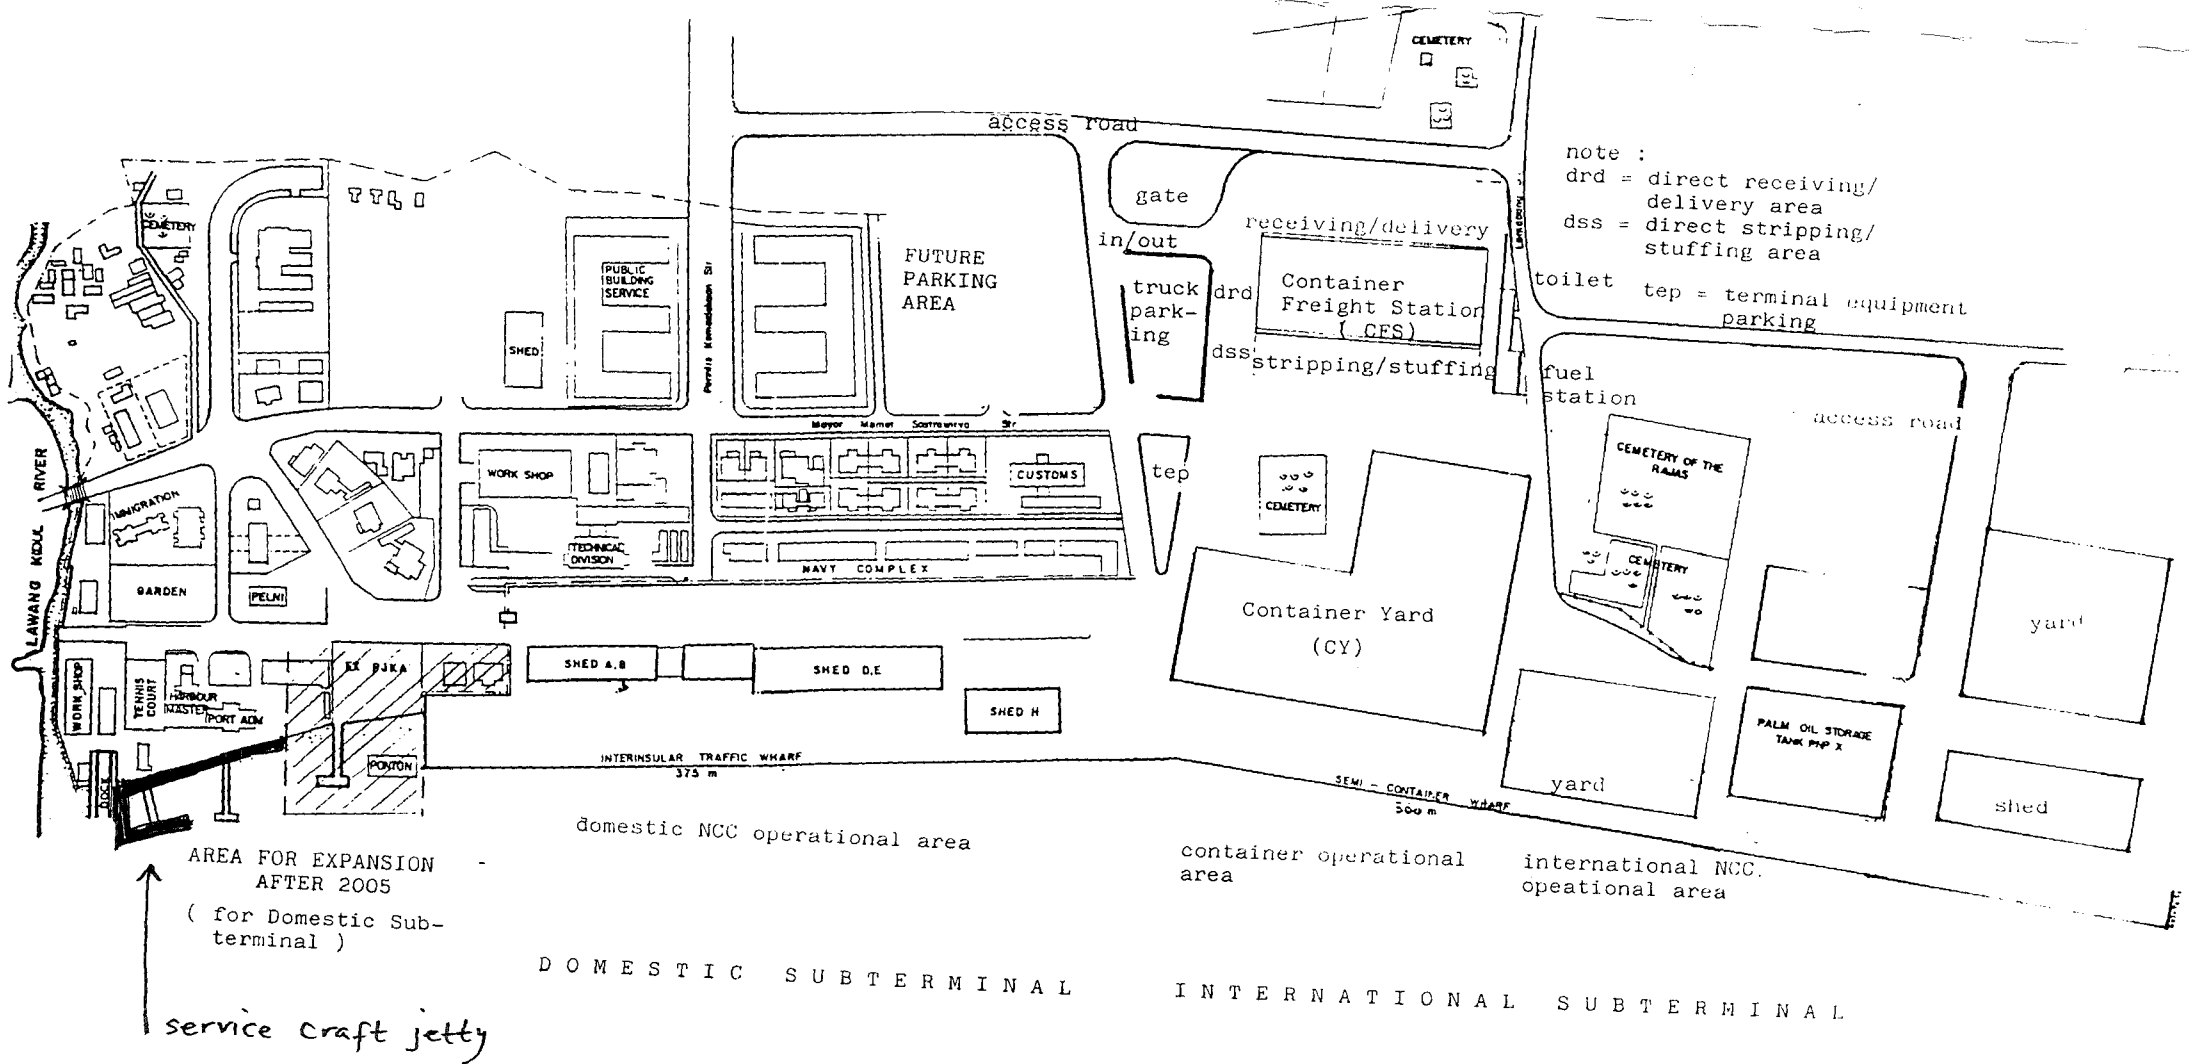 CEMETERY
access road
note :
drd = direct receiving/
delivery area
dss = direct stripping/
stuffing area
tep = terminal equipment
parking
gate
in/out
receiving/delivery
CEMETERY
PUBLIC
BUILDING
SERVICE
FUTURE
PARKING
AREA
truck
park-
ing
drd
Container
Freight Station
( CFS)
toilet
SHED
dss
stripping/stuffing
fuel
station
access road
Str
Mayor Mamet Str
LAWANG KIDUL RIVER
WORK SHOP
CUSTOMS
tep
CEMETERY
CEMETERY OF THE
RAJAS
IMMIGRATION
TECHNICAL
DIVISION
NAVY COMPLEX
CEMETERY
GARDEN
PELNI
Container Yard
(CY)
yard
WORK SHOP
TENNIS
COURT
HARBOUR
MASTER
PORT ADM
EX PJKA
SHED A,B
SHED D,E
SHED H
PALM OIL STORAGE
TANK PNP X
DOCK
PONTON
INTERINSULAR TRAFFIC WHARF
375 m
SEMI - CONTAINER WHARF
500 m
yard
shed
domestic NCC operational area
AREA FOR EXPANSION -
AFTER 2005
( for Domestic Sub-
terminal )
container operational
area
international NCC.
opeational area
DOMESTIC SUBTERMINAL
INTERNATIONAL SUBTERMINAL
service craft jetty